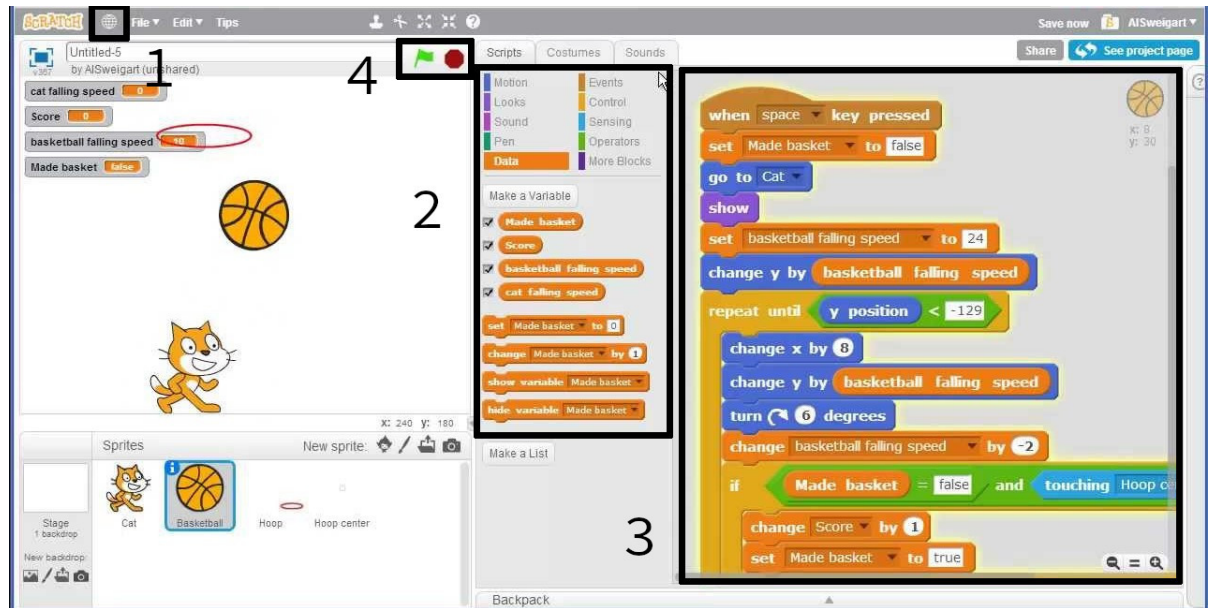 SCRATCH File ▾ Edit ▾ Tips Save now AlSweigart ▾
1
Untitled-5
by AlSweigart (unshared)
v367
4
Scripts Costumes Sounds
Share See project page
cat falling speed 0
Score 0
basketball falling speed 10
Made basket false
2
Motion Events
Looks Control
Sound Sensing
Pen Operators
Data More Blocks
Make a Variable
Made basket
Score
basketball falling speed
cat falling speed
set Made basket to 0
change Made basket by 1
show variable Made basket
hide variable Made basket
Make a List
3
x: 8
y: 30
when space key pressed
set Made basket to false
go to Cat
show
set basketball falling speed to 24
change y by basketball falling speed
repeat until y position < -129
change x by 8
change y by basketball falling speed
turn 6 degrees
change basketball falling speed by -2
if Made basket = false and touching Hoop ce
change Score by 1
set Made basket to true
x: 240 y: 180
Sprites New sprite:
Stage
1 backdrop
New backdrop:
Cat
Basketball
Hoop
Hoop center
Backpack